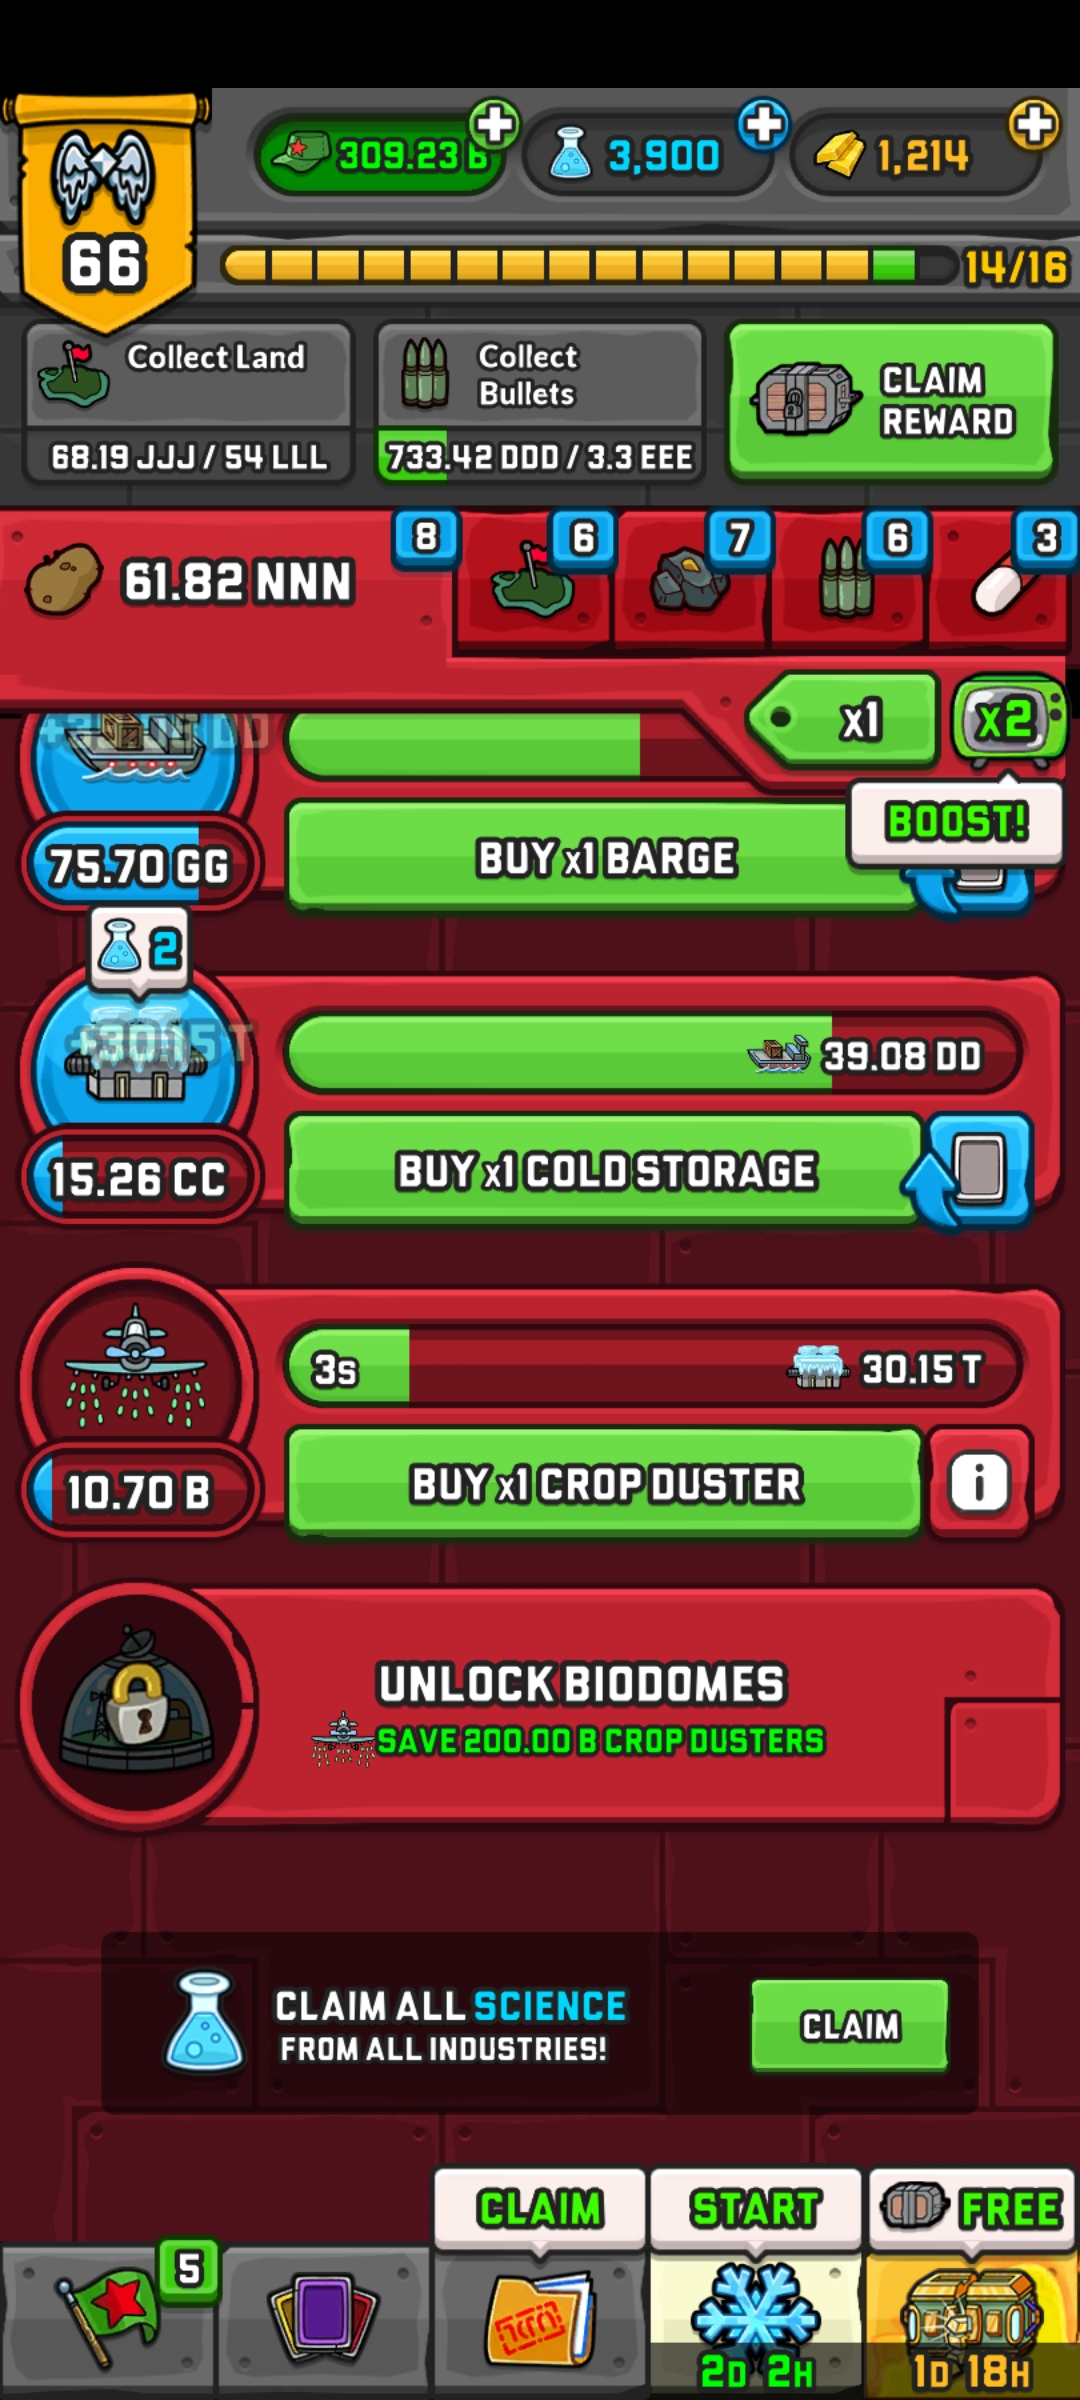 309.23 B
3,900
1,214
66
14/16
Collect Land
68.19 JJJ / 54 LLL
Collect
Bullets
733.42 DDD / 3.3 EEE
CLAIM
REWARD
61.82 NNN
8
6
7
6
3
x1
x2
BOOST!
75.70 GG
BUY x1 BARGE
2
+30.15 T
39.08 DD
15.26 CC
BUY x1 COLD STORAGE
3s
30.15 T
10.70 B
BUY x1 CROP DUSTER
i
UNLOCK BIODOMES
SAVE 200.00 B CROP DUSTERS
CLAIM ALL SCIENCE
FROM ALL INDUSTRIES!
CLAIM
CLAIM
START
FREE
5
2D 2H
1D 18H